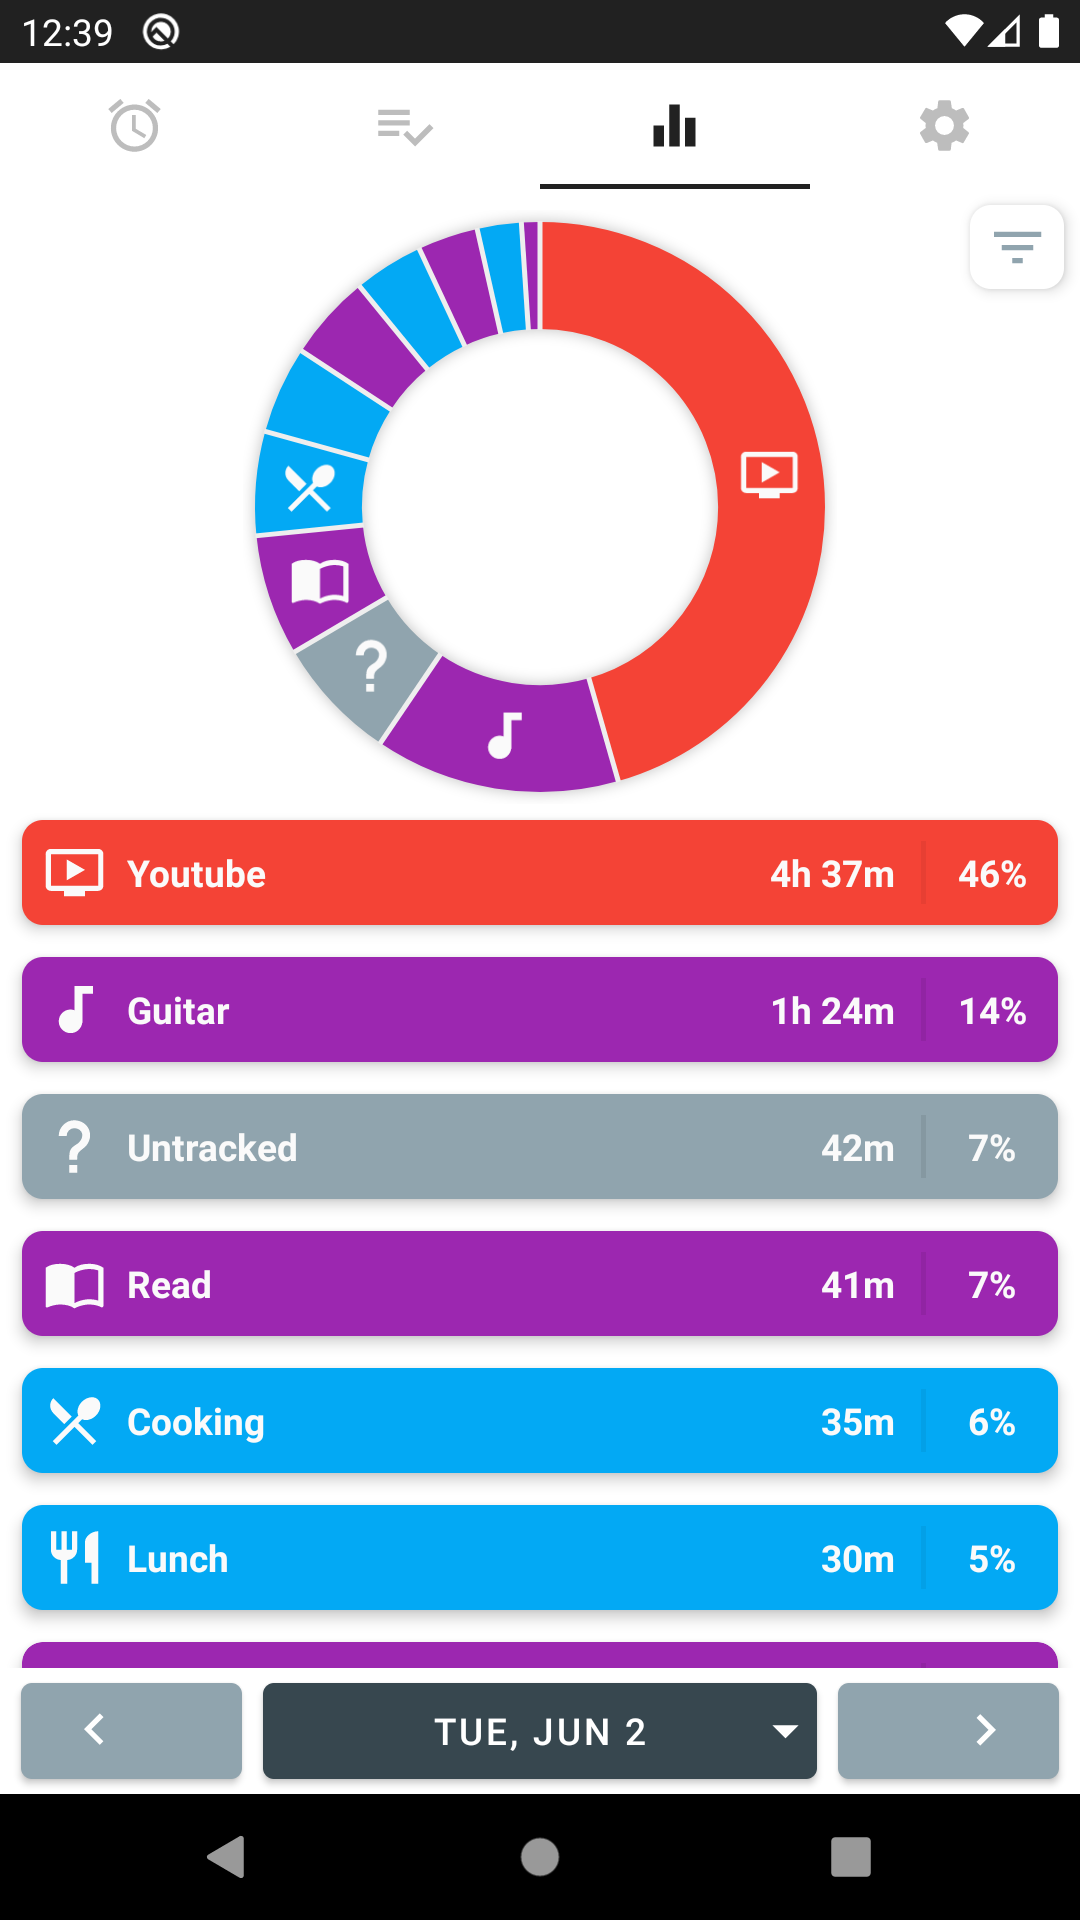 12:39
Youtube 4h 37m 46%
Guitar 1h 24m 14%
? Untracked 42m 7%
Read 41m 7%
Cooking 35m 6%
Lunch 30m 5%
TUE, JUN 2